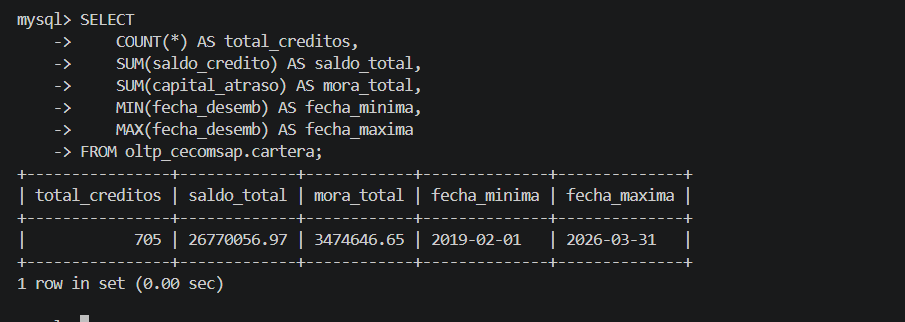 mysql> SELECT
    ->     COUNT(*) AS total_creditos,
    ->     SUM(saldo_credito) AS saldo_total,
    ->     SUM(capital_atraso) AS mora_total,
    ->     MIN(fecha_desemb) AS fecha_minima,
    ->     MAX(fecha_desemb) AS fecha_maxima
    -> FROM oltp_cecomsap.cartera;
+----------------+-------------+------------+--------------+--------------+
| total_creditos | saldo_total | mora_total | fecha_minima | fecha_maxima |
+----------------+-------------+------------+--------------+--------------+
|            705 | 26770056.97 | 3474646.65 | 2019-02-01   | 2026-03-31   |
+----------------+-------------+------------+--------------+--------------+
1 row in set (0.00 sec)